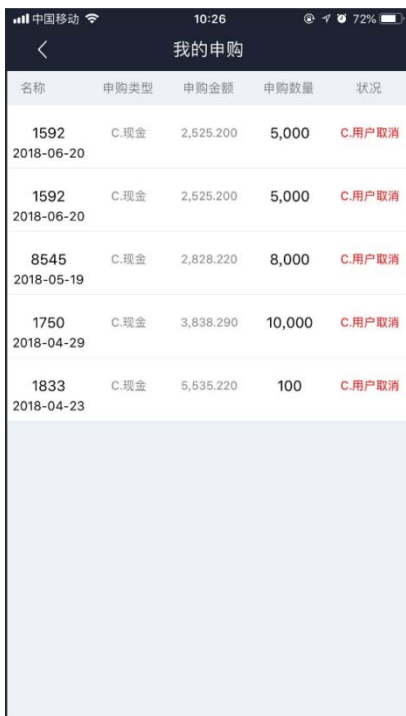 中国移动 10:26 72%
我的申购
名称 申购类型 申购金额 申购数量 状况
1592 C.现金 2,525.200 5,000 C.用户取消
2018-06-20
1592 C.现金 2,525.200 5,000 C.用户取消
2018-06-20
8545 C.现金 2,828.220 8,000 C.用户取消
2018-05-19
1750 C.现金 3,838.290 10,000 C.用户取消
2018-04-29
1833 C.现金 5,535.220 100 C.用户取消
2018-04-23